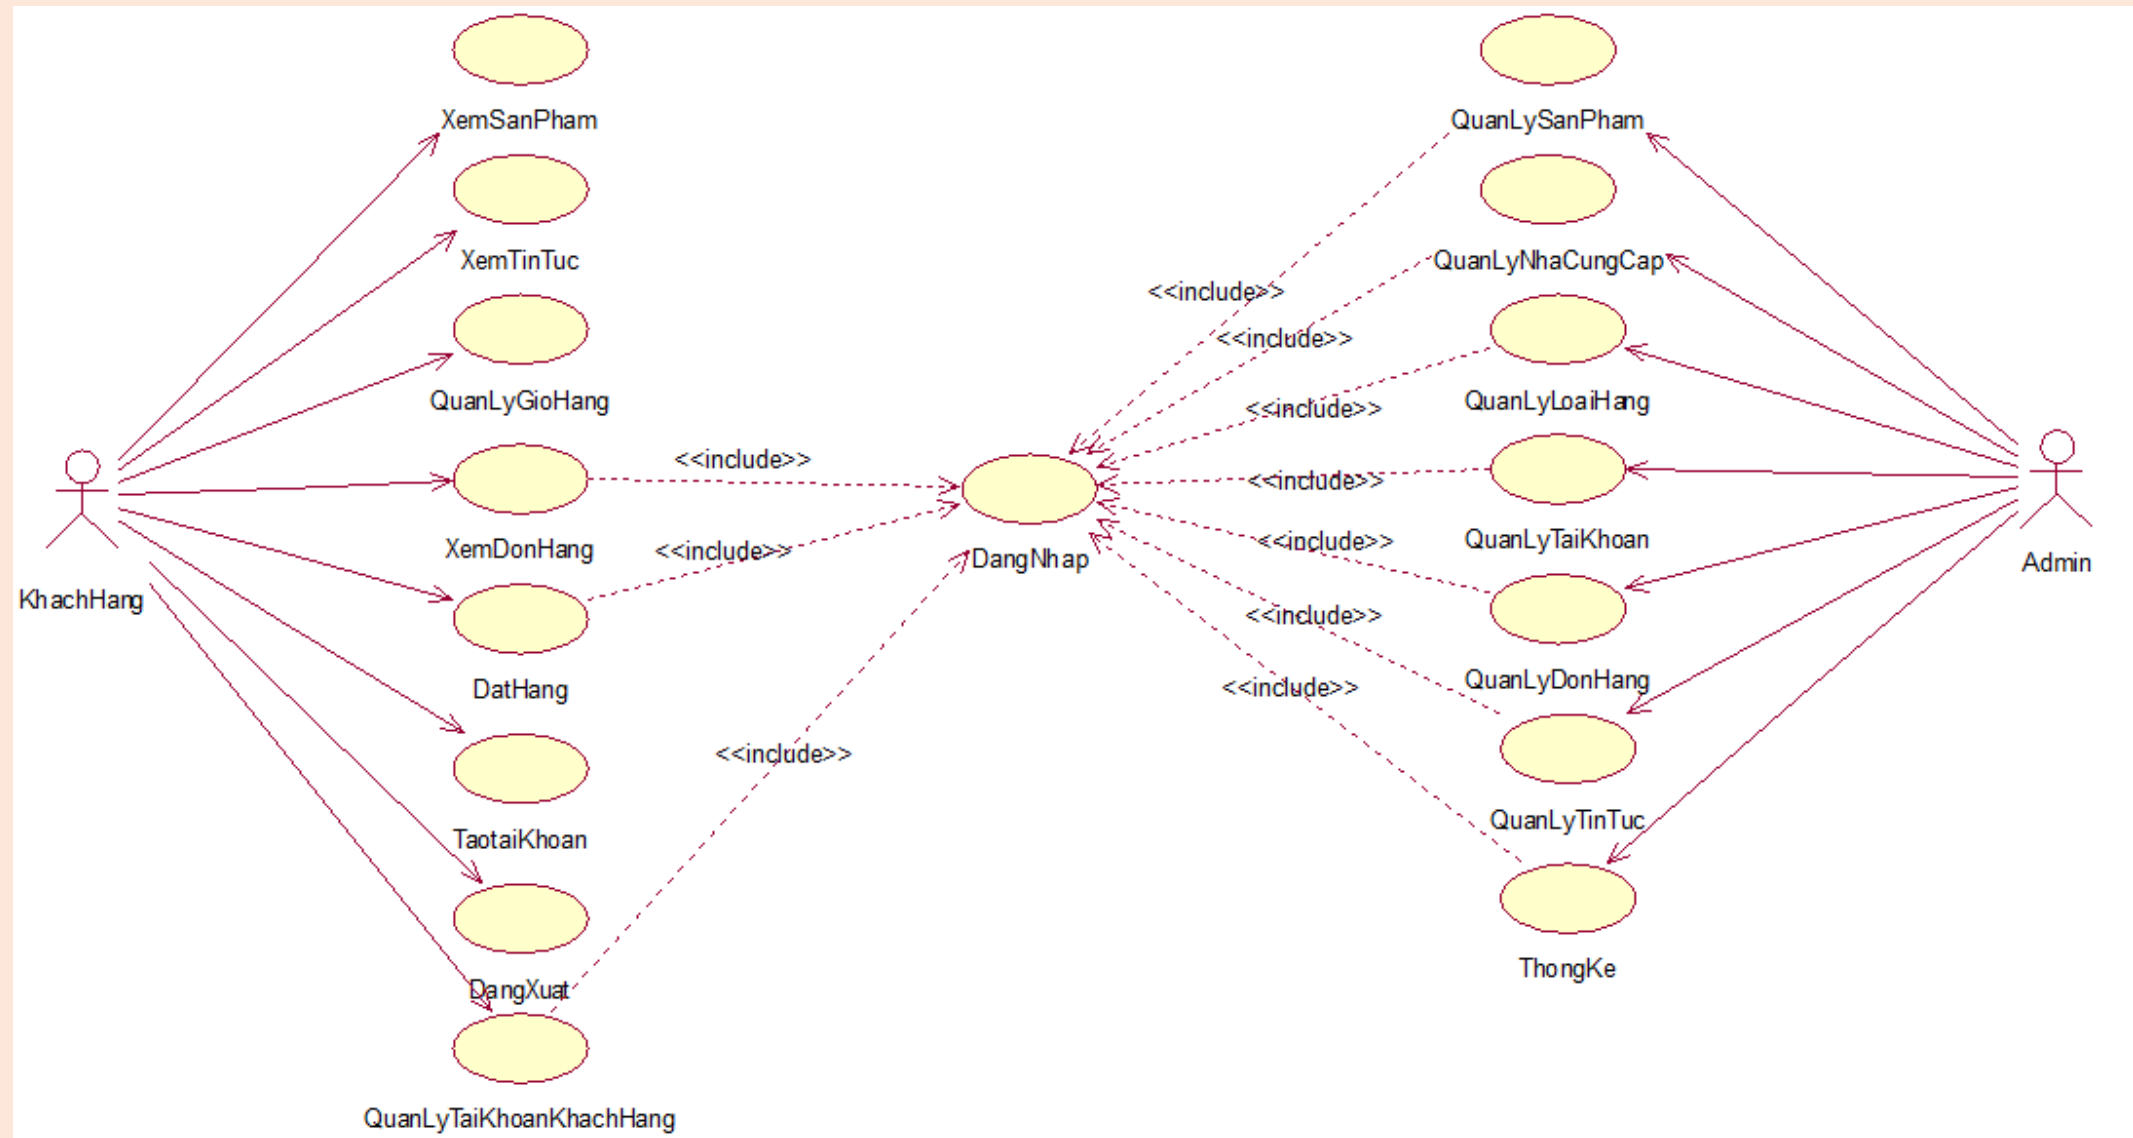 XemSanPham
XemTinTuc
QuanLyGioHang
XemDonHang
DatHang
TaotaiKhoan
DangXuat
QuanLyTaiKhoanKhachHang
KhachHang
<<include>>
<<include>>
<<include>>
DangNhap
<<include>>
<<include>>
<<include>>
<<include>>
<<include>>
<<include>>
<<include>>
QuanLySanPham
QuanLyNhaCungCap
QuanLyLoaiHang
QuanLyTaiKhoan
QuanLyDonHang
QuanLyTinTuc
ThongKe
Admin